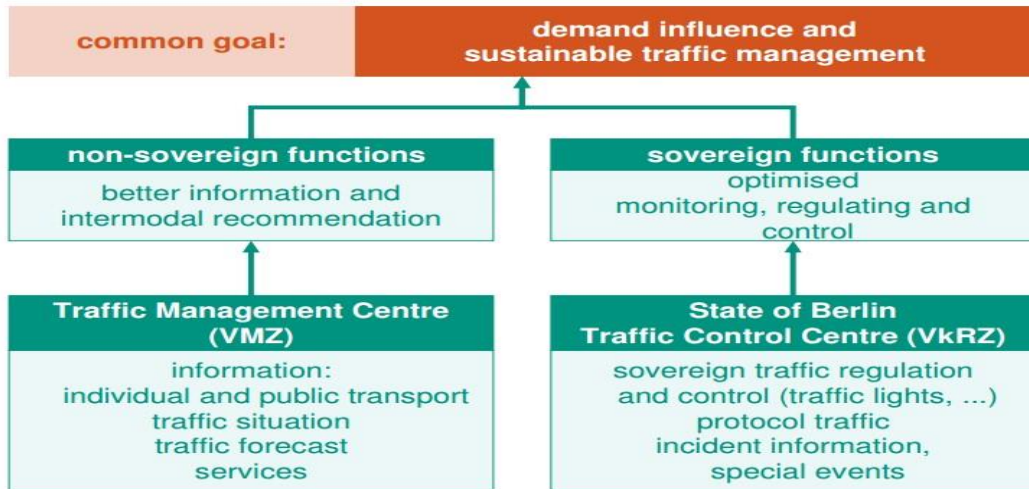 common goal:
demand influence and
sustainable traffic management
non-sovereign functions
better information and
intermodal recommendation
sovereign functions
optimised
monitoring, regulating and
control
Traffic Management Centre
(VMZ)
information:
individual and public transport
traffic situation
traffic forecast
services
State of Berlin
Traffic Control Centre (VkRZ)
sovereign traffic regulation
and control (traffic lights, ...)
protocol traffic
incident information,
special events